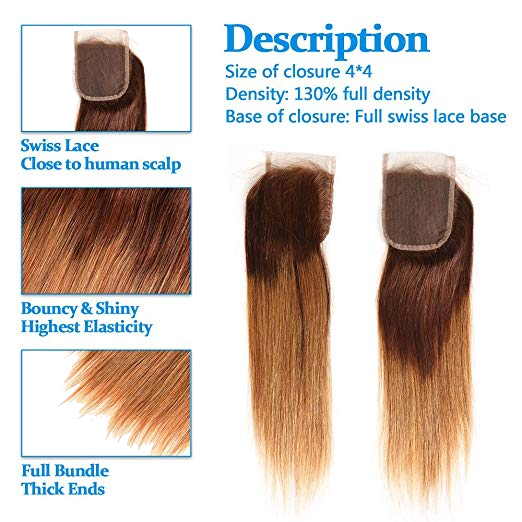 Description
Size of closure 4*4
Density: 130% full density
Base of closure: Full swiss lace base
Swiss Lace
Close to human scalp
Bouncy & Shiny
Highest Elasticity
Full Bundle
Thick Ends